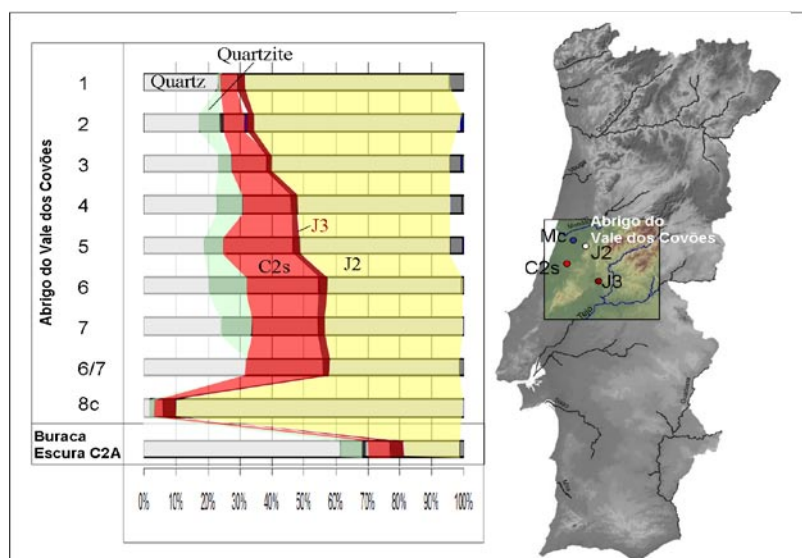 Quartzite
Quartz
1
2
3
4
5
6
7
6/7
8c
Abrigo do Vale dos Covões
J3
C2s
J2
Buraca
Escura C2A
0% 10% 20% 30% 40% 50% 60% 70% 80% 90% 100%
Abrigo do
Vale dos Covões
Mc
J2
C2s
J3
Tejo